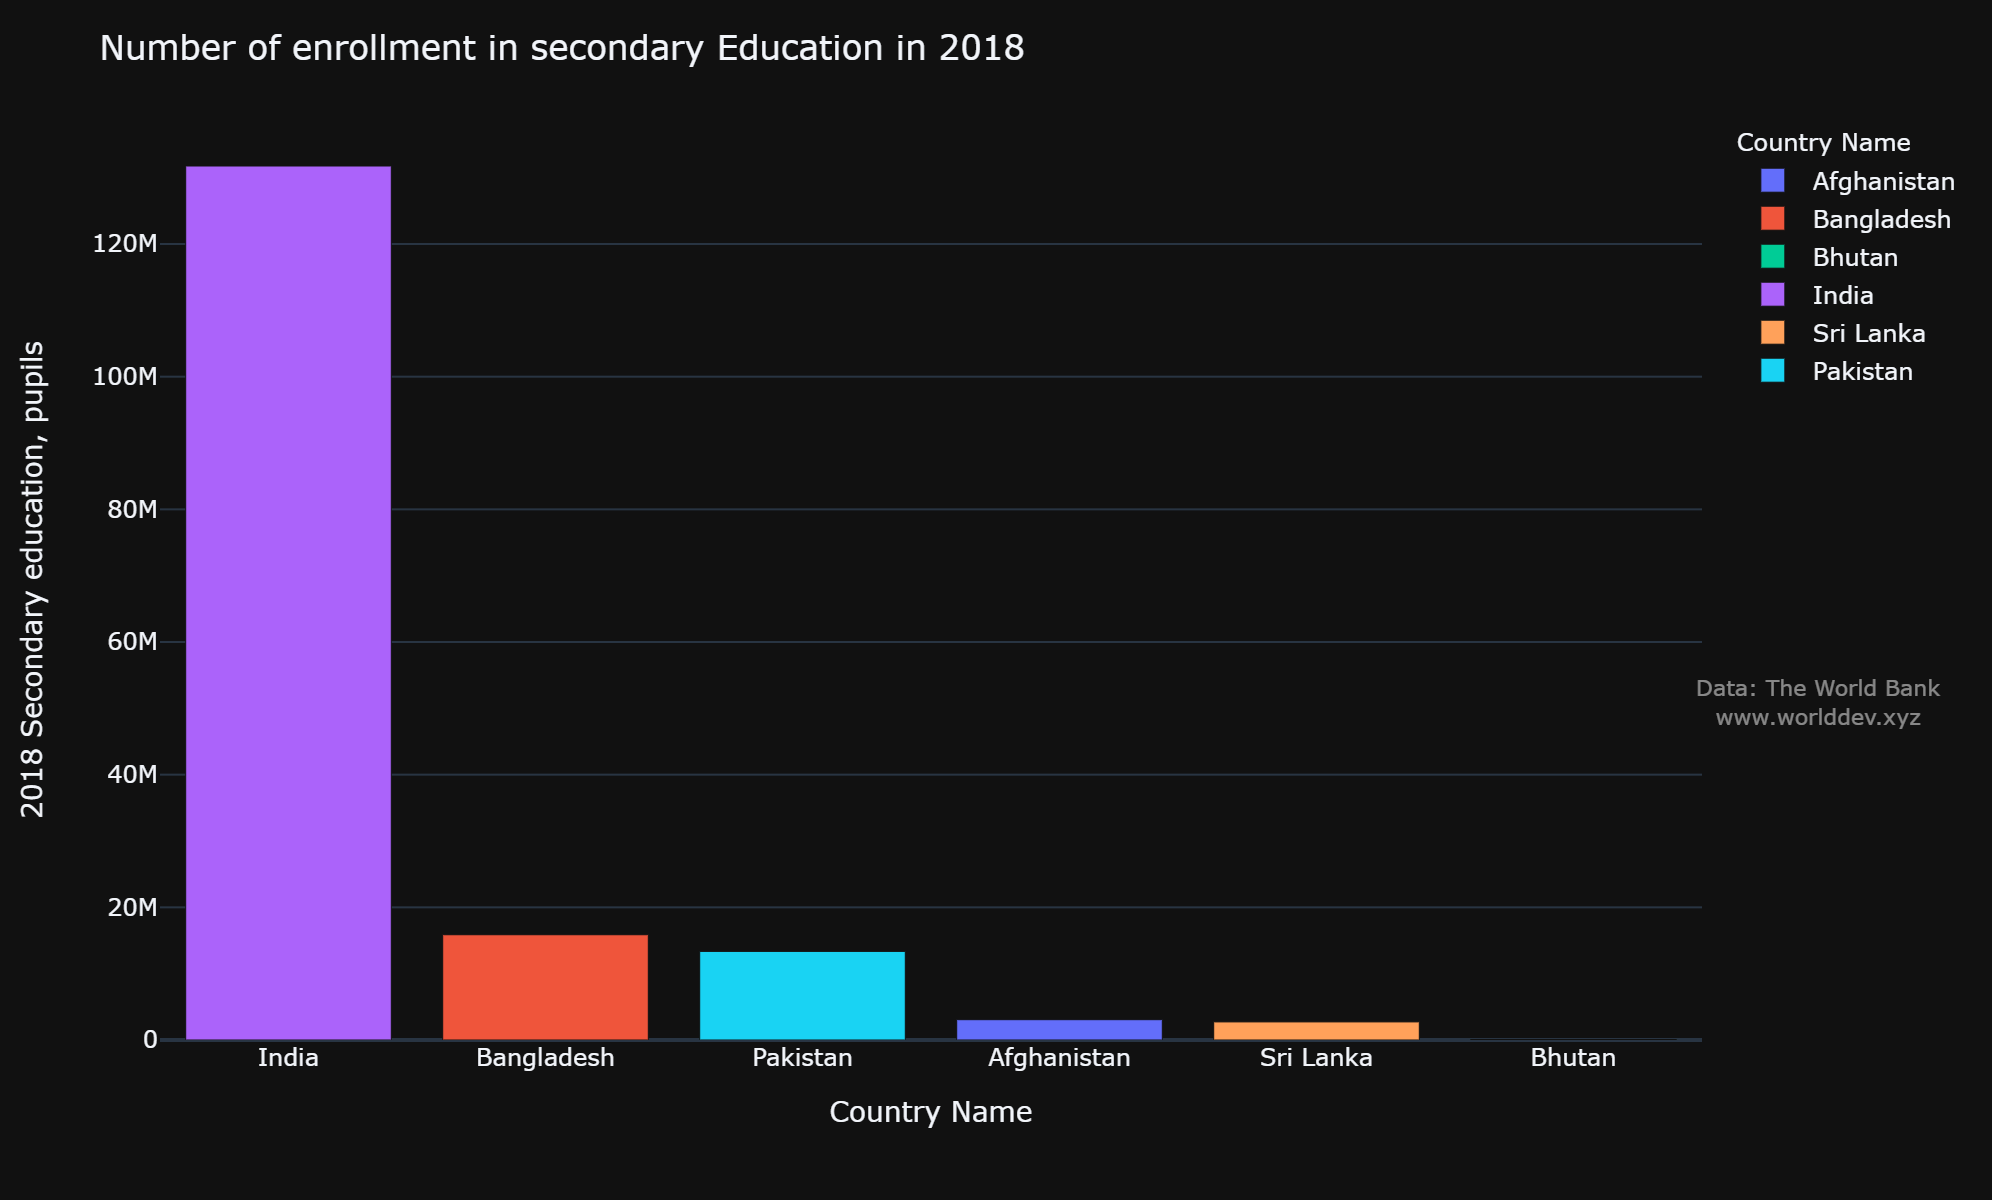 Number of enrollment in secondary Education in 2018
Country Name
Afghanistan
Bangladesh
Bhutan
India
Sri Lanka
Pakistan
2018 Secondary education, pupils
120M
100M
80M
60M
40M
20M
0
India
Bangladesh
Pakistan
Afghanistan
Sri Lanka
Bhutan
Country Name
Data: The World Bank
www.worlddev.xyz